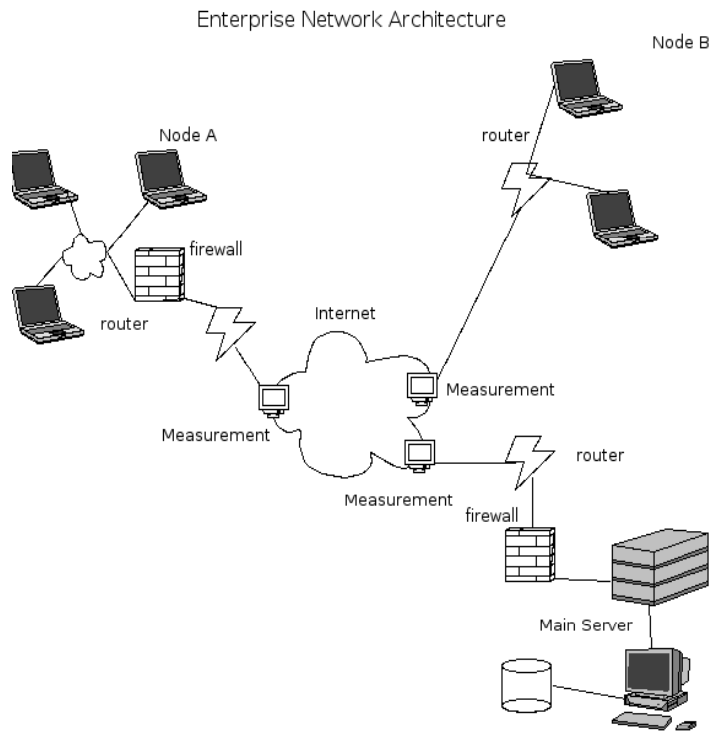 Enterprise Network Architecture
Node B
Node A
router
firewall
router
Internet
Measurement
Measurement
router
Measurement
firewall
Main Server